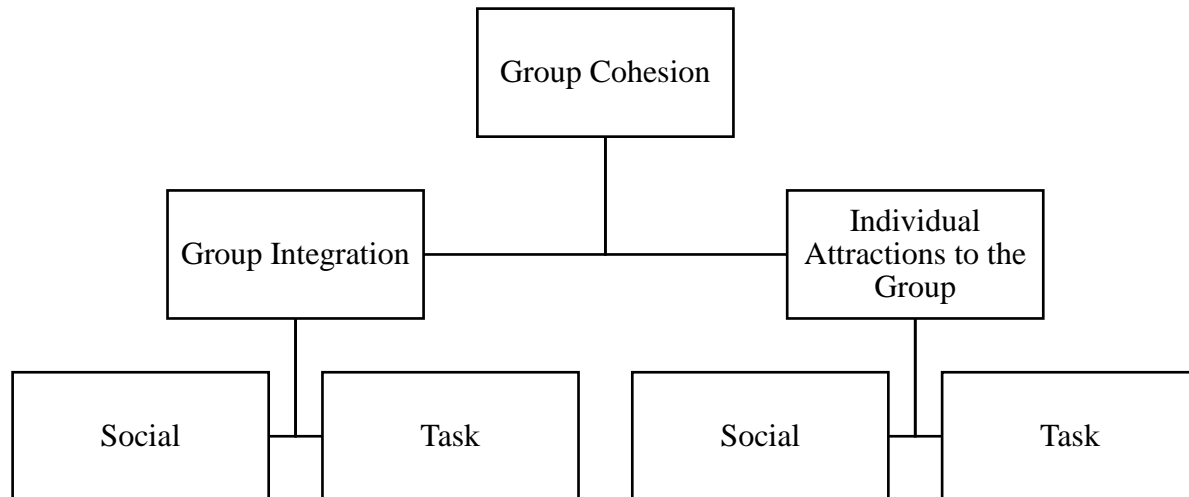 Group Cohesion
Group Integration
Individual
Attractions to the
Group
Social
Task
Social
Task